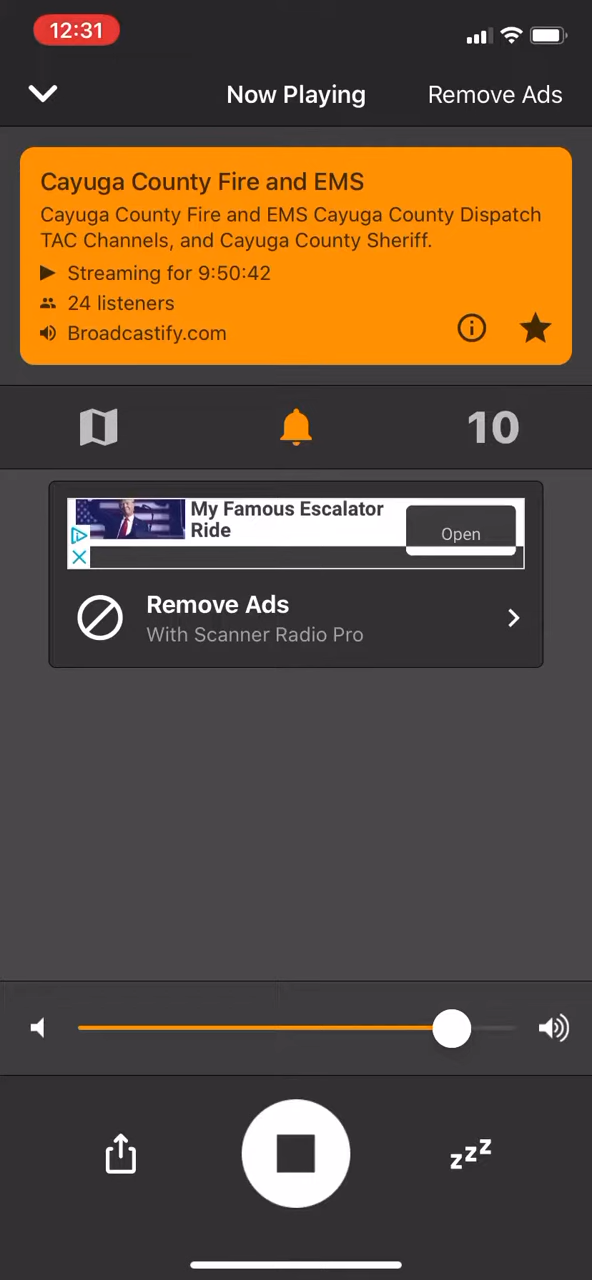 12:31
Now Playing
Remove Ads
Cayuga County Fire and EMS
Cayuga County Fire and EMS Cayuga County Dispatch
TAC Channels, and Cayuga County Sheriff.
Streaming for 9:50:42
24 listeners
Broadcastify.com
10
My Famous Escalator
Ride
Open
Remove Ads
With Scanner Radio Pro
zzz